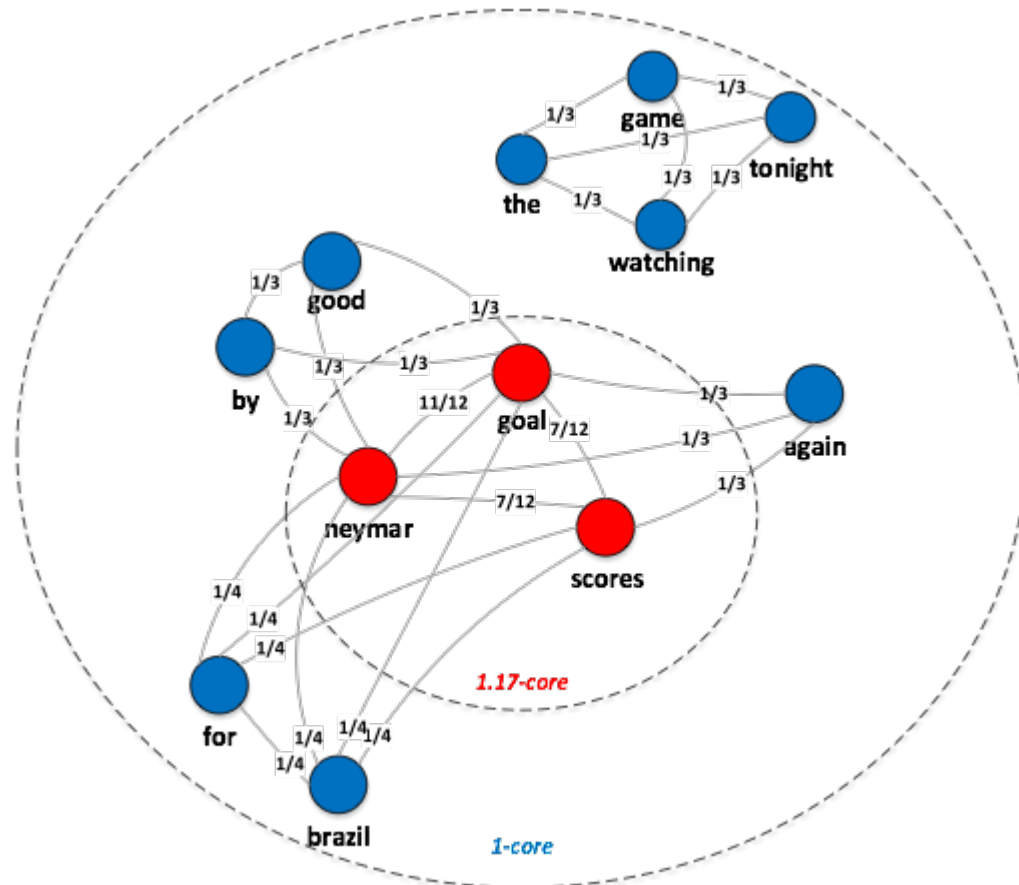 1/3
game
1/3
1/3
1/3
tonight
1/3
1/3
the
1/3
watching
1/3
good
1/3
1/3
1/3
by
11/12
1/3
1/3
goal
7/12
1/3
again
1/3
7/12
neymar
scores
1/4
1/4
1/4
1.17-core
for
1/4
1/4
1/4
1/4
brazil
1-core